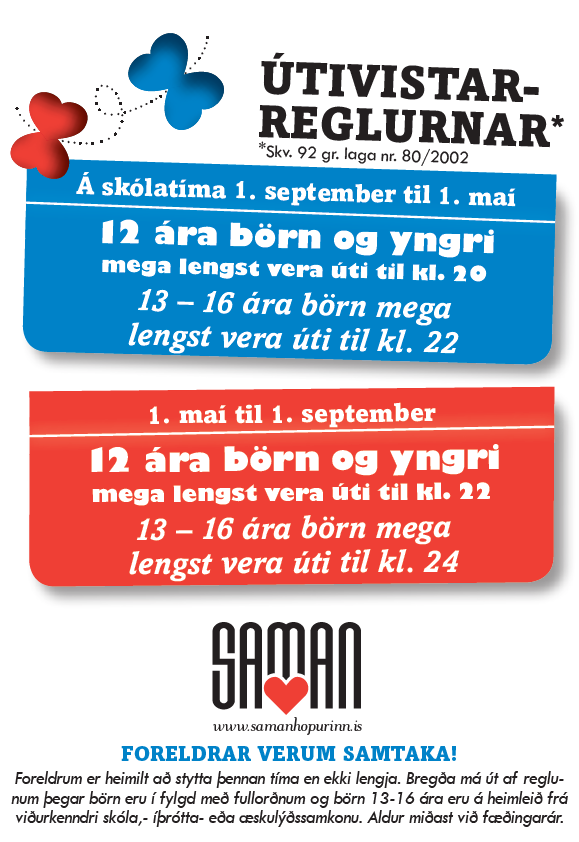 ÚTIVISTAR-
REGLURNAR*
*Skv. 92 gr. laga nr. 80/2002
Á skólatíma 1. september til 1. maí
12 ára börn og yngri
mega lengst vera úti til kl. 20
13 – 16 ára börn mega
lengst vera úti til kl. 22
1. maí til 1. september
12 ára börn og yngri
mega lengst vera úti til kl. 22
13 – 16 ára börn mega
lengst vera úti til kl. 24
SAMAN
www.samanhopurinn.is
FORELDRAR VERUM SAMTAKA!
Foreldrum er heimilt að stytta þennan tíma en ekki lengja. Bregða má út af reglu-
num þegar börn eru í fylgd með fullorðnum og börn 13-16 ára eru á heimleið frá
viðurkenndri skóla,- íþrótta- eða æskulýðssamkonu. Aldur miðast við fæðingarár.